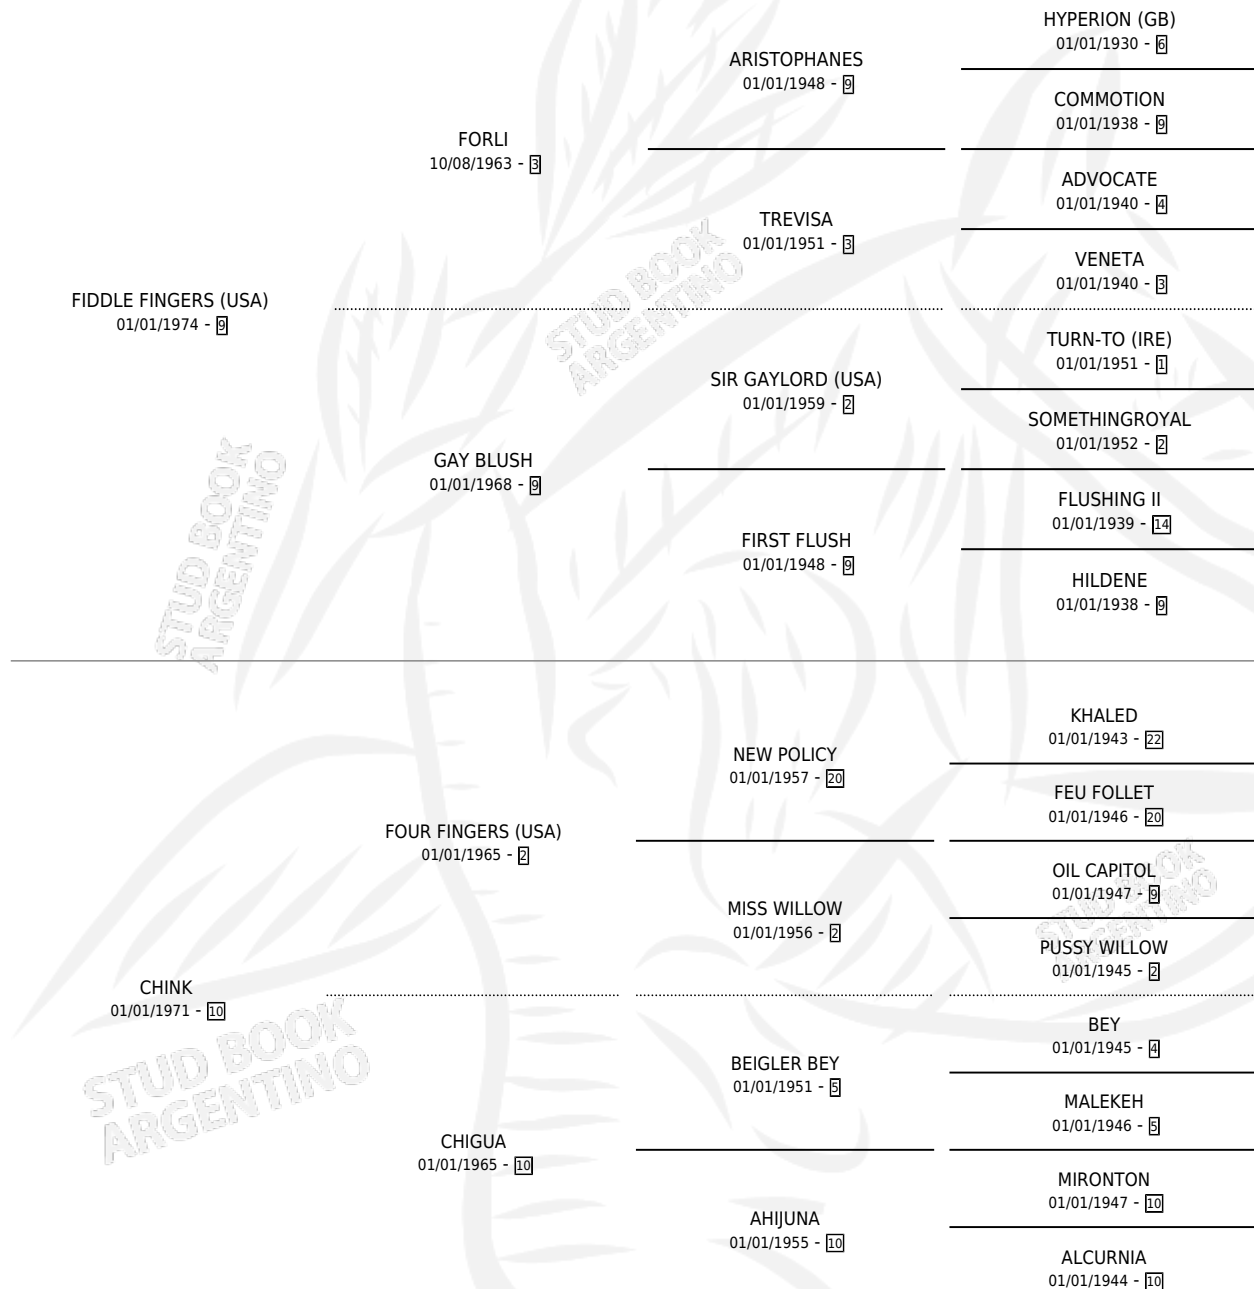 HYPERION (GB)
01/01/1930 - 6
ARISTOPHANES
01/01/1948 - 9
COMMOTION
01/01/1938 - 9
FORLI
10/08/1963 - 3
ADVOCATE
01/01/1940 - 4
TREVISA
01/01/1951 - 3
VENETA
01/01/1940 - 3
FIDDLE FINGERS (USA)
01/01/1974 - 9
TURN-TO (IRE)
01/01/1951 - 1
SIR GAYLORD (USA)
01/01/1959 - 2
SOMETHINGROYAL
01/01/1952 - 2
GAY BLUSH
01/01/1968 - 9
FLUSHING II
01/01/1939 - 14
FIRST FLUSH
01/01/1948 - 9
HILDENE
01/01/1938 - 9
KHALED
01/01/1943 - 22
NEW POLICY
01/01/1957 - 20
FEU FOLLET
01/01/1946 - 20
FOUR FINGERS (USA)
01/01/1965 - 2
OIL CAPITOL
01/01/1947 - 9
MISS WILLOW
01/01/1956 - 2
PUSSY WILLOW
01/01/1945 - 2
CHINK
01/01/1971 - 10
BEY
01/01/1945 - 4
BEIGLER BEY
01/01/1951 - 5
MALEKEH
01/01/1946 - 5
CHIGUA
01/01/1965 - 10
MIRONTON
01/01/1947 - 10
AHIJUNA
01/01/1955 - 10
ALCURNIA
01/01/1944 - 10
STUD BOOK
ARGENTINO
STUD BOOK
ARGENTINO
STUD BOOK
ARGENTINO
STUD BOOK
ARGENTINO